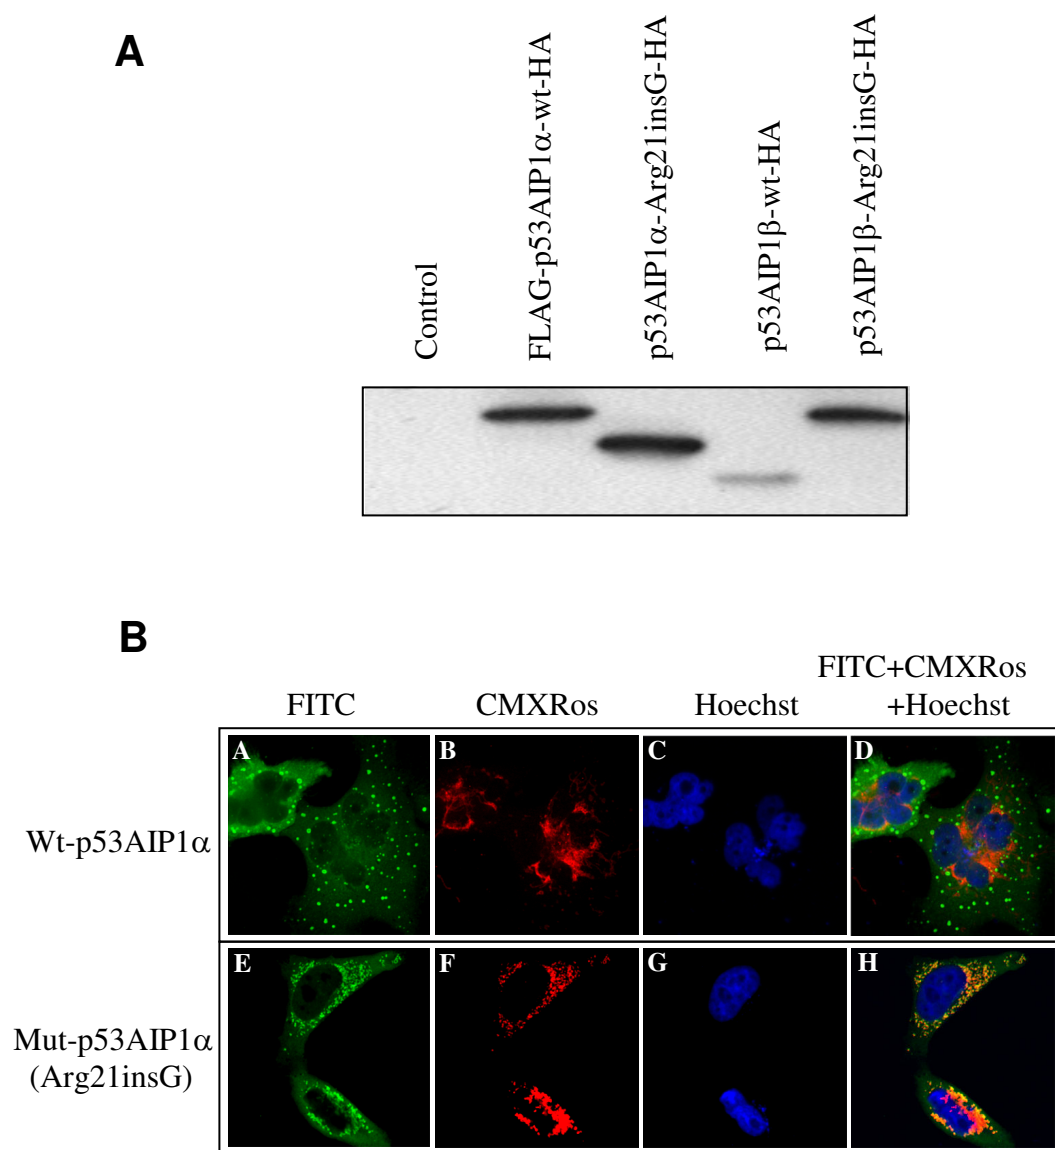 A
Control
FLAG-p53AIP1α-wt-HA
p53AIP1α-Arg21insG-HA
p53AIP1β-wt-HA
p53AIP1β-Arg21insG-HA
B
FITC
CMXRos
Hoechst
FITC+CMXRos
+Hoechst
Wt-p53AIP1α
A
B
C
D
Mut-p53AIP1α
(Arg21insG)
E
F
G
H